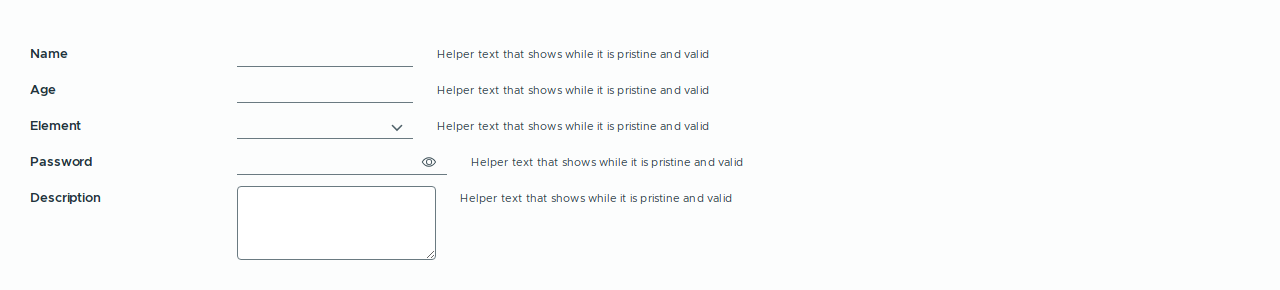 Name Helper text that shows while it is pristine and valid
Age Helper text that shows while it is pristine and valid
Element Helper text that shows while it is pristine and valid
Password Helper text that shows while it is pristine and valid
Description Helper text that shows while it is pristine and valid